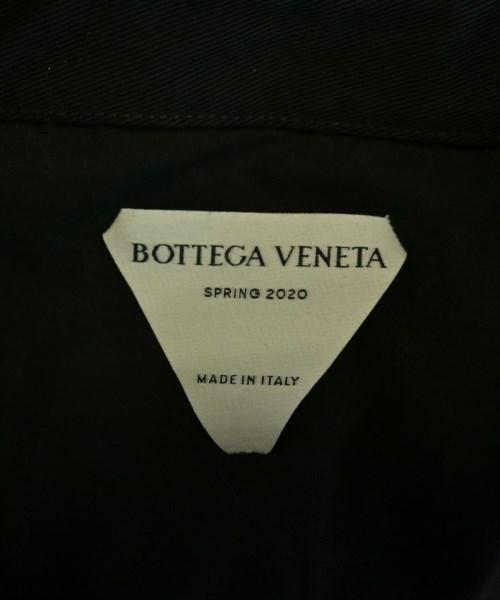 BOTTEGA VENETA
SPRING 2020
MADE IN ITALY